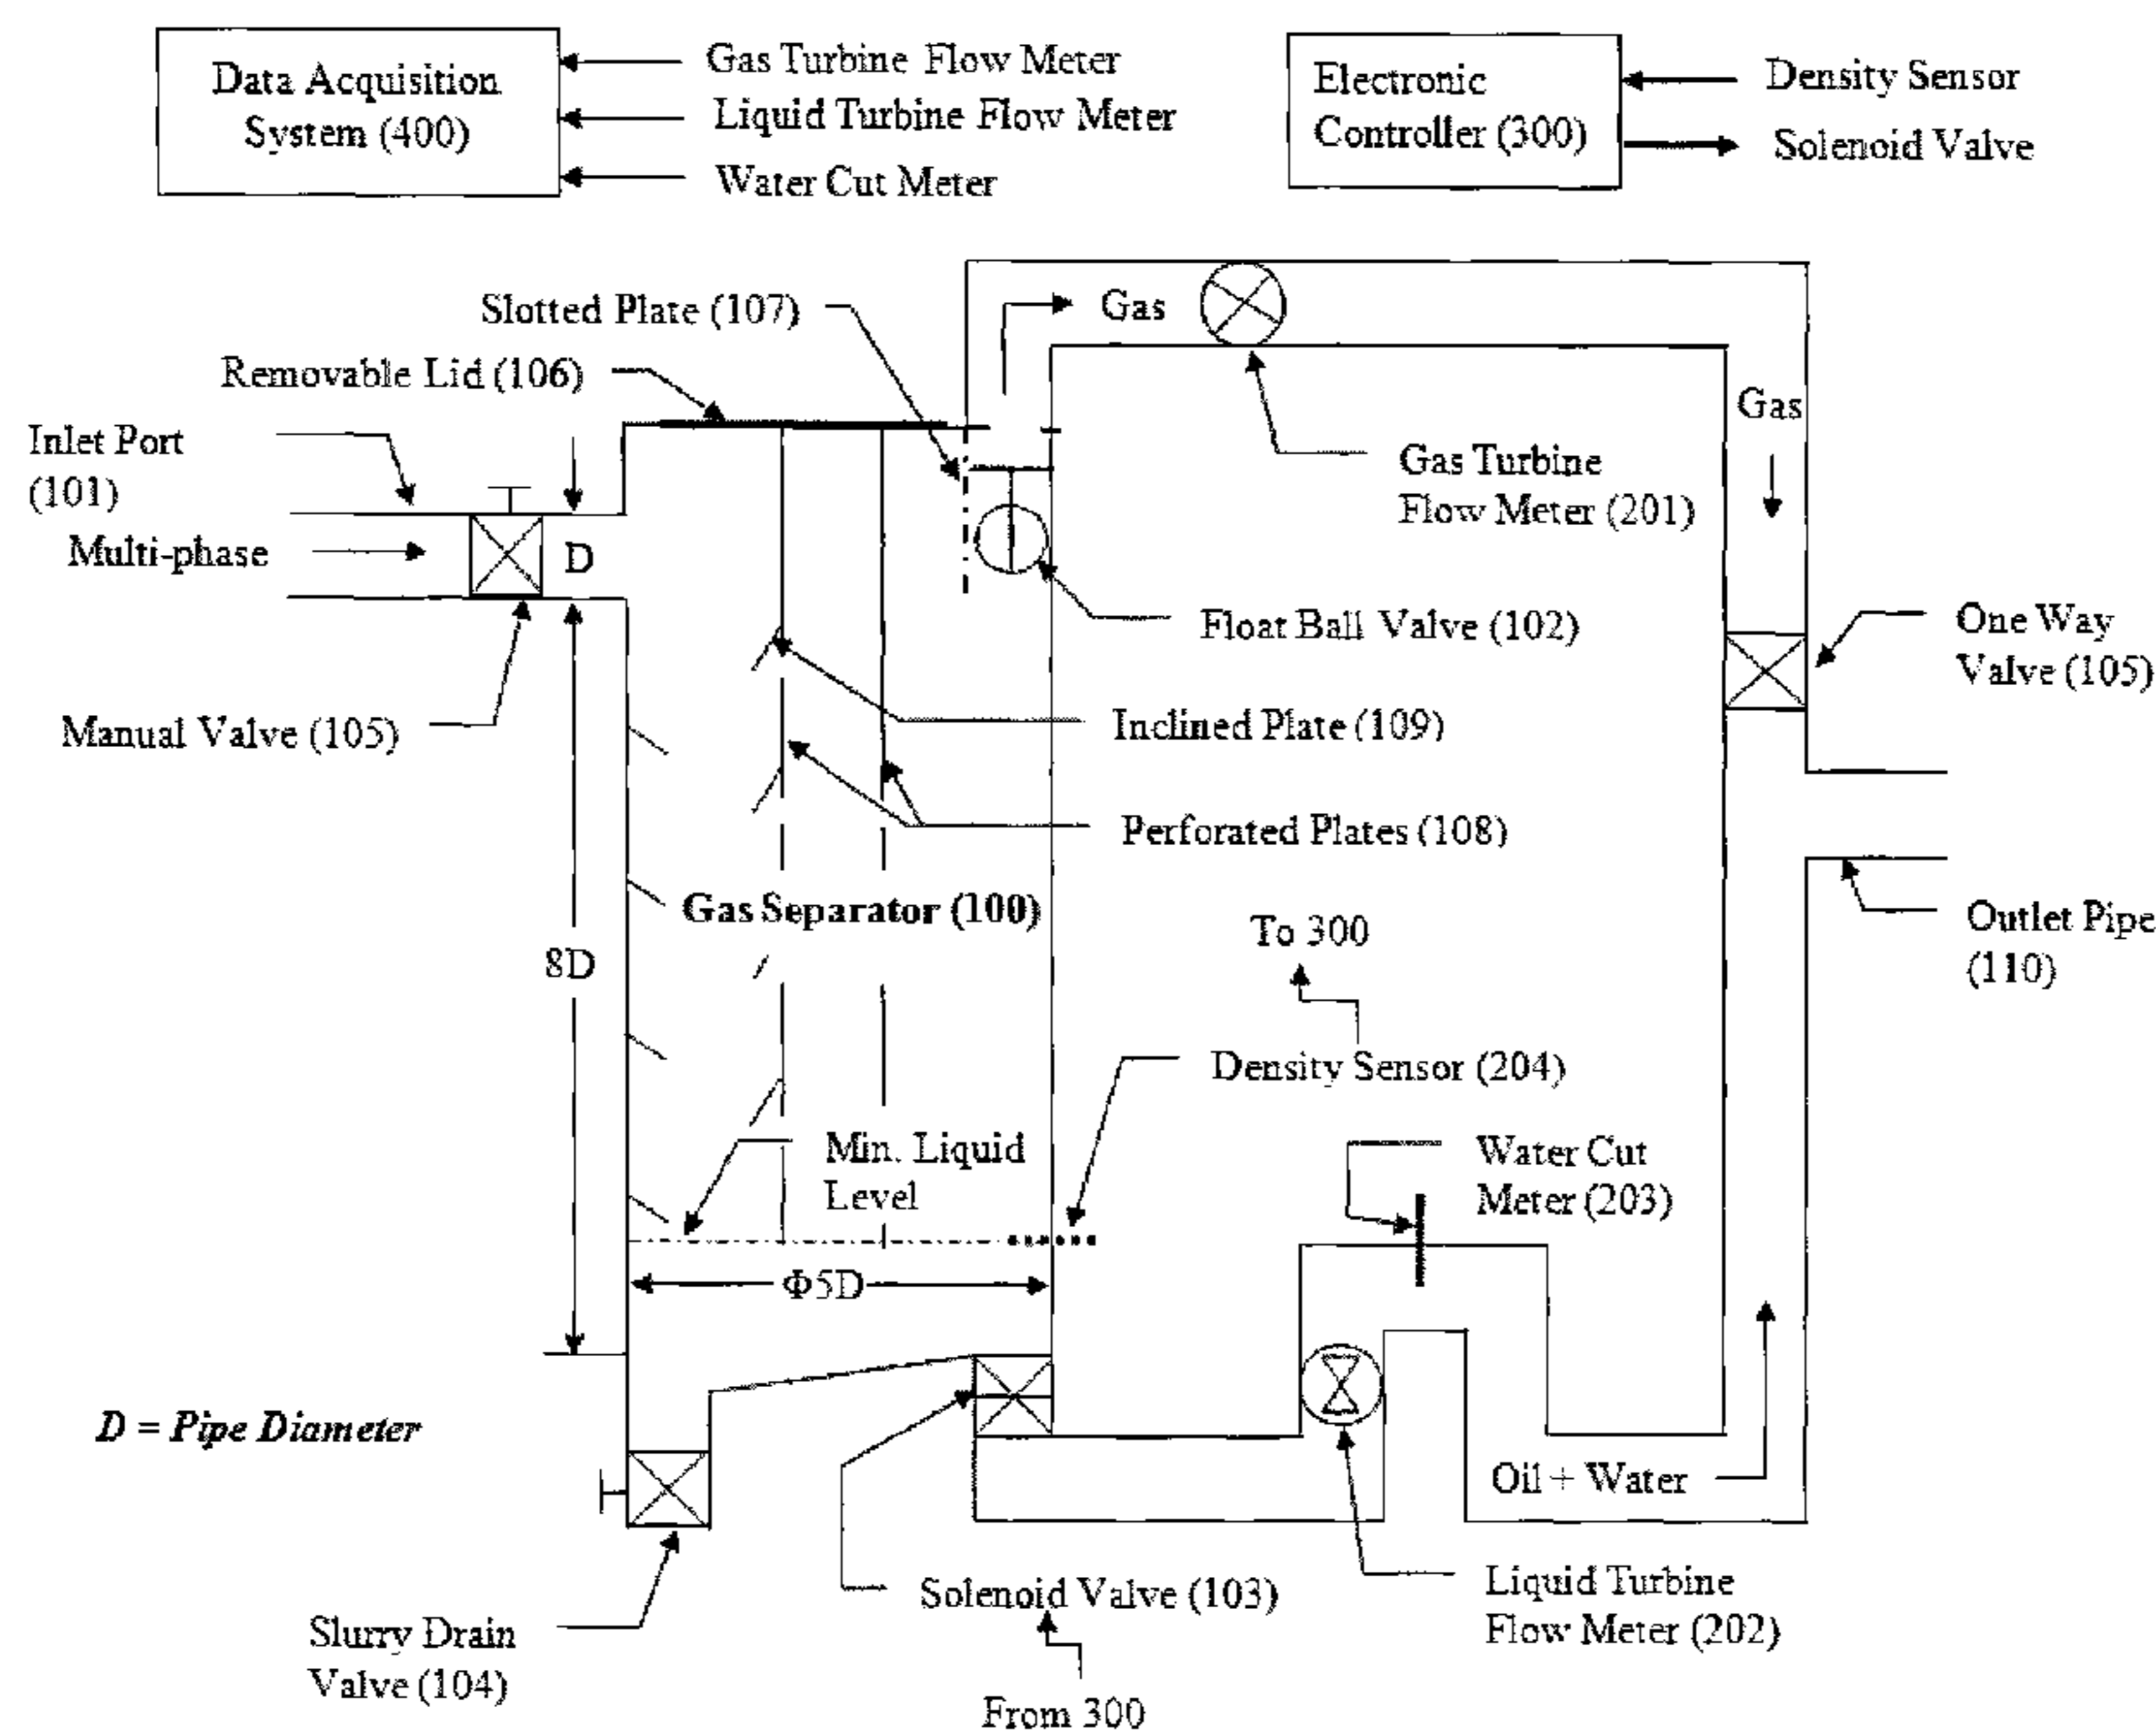 Data Acquisition
System (400)
Gas Turbine Flow Meter
Liquid Turbine Flow Meter
Water Cut Meter
Electronic
Controller (300)
Density Sensor
Solenoid Valve
Slotted Plate (107)
Gas
Removable Lid (106)
Gas
Inlet Port
(101)
Gas Turbine
Flow Meter (201)
Multi-phase
D
Float Ball Valve (102)
One Way
Valve (105)
Manual Valve (105)
Inclined Plate (109)
Perforated Plates (108)
Gas Separator (100)
To 300
Outlet Pipe
(110)
8D
Density Sensor (204)
Min. Liquid
Level
Water Cut
Meter (203)
Φ5D
D = Pipe Diameter
Oil + Water
Solenoid Valve (103)
Liquid Turbine
Flow Meter (202)
Slurry Drain
Valve (104)
From 300